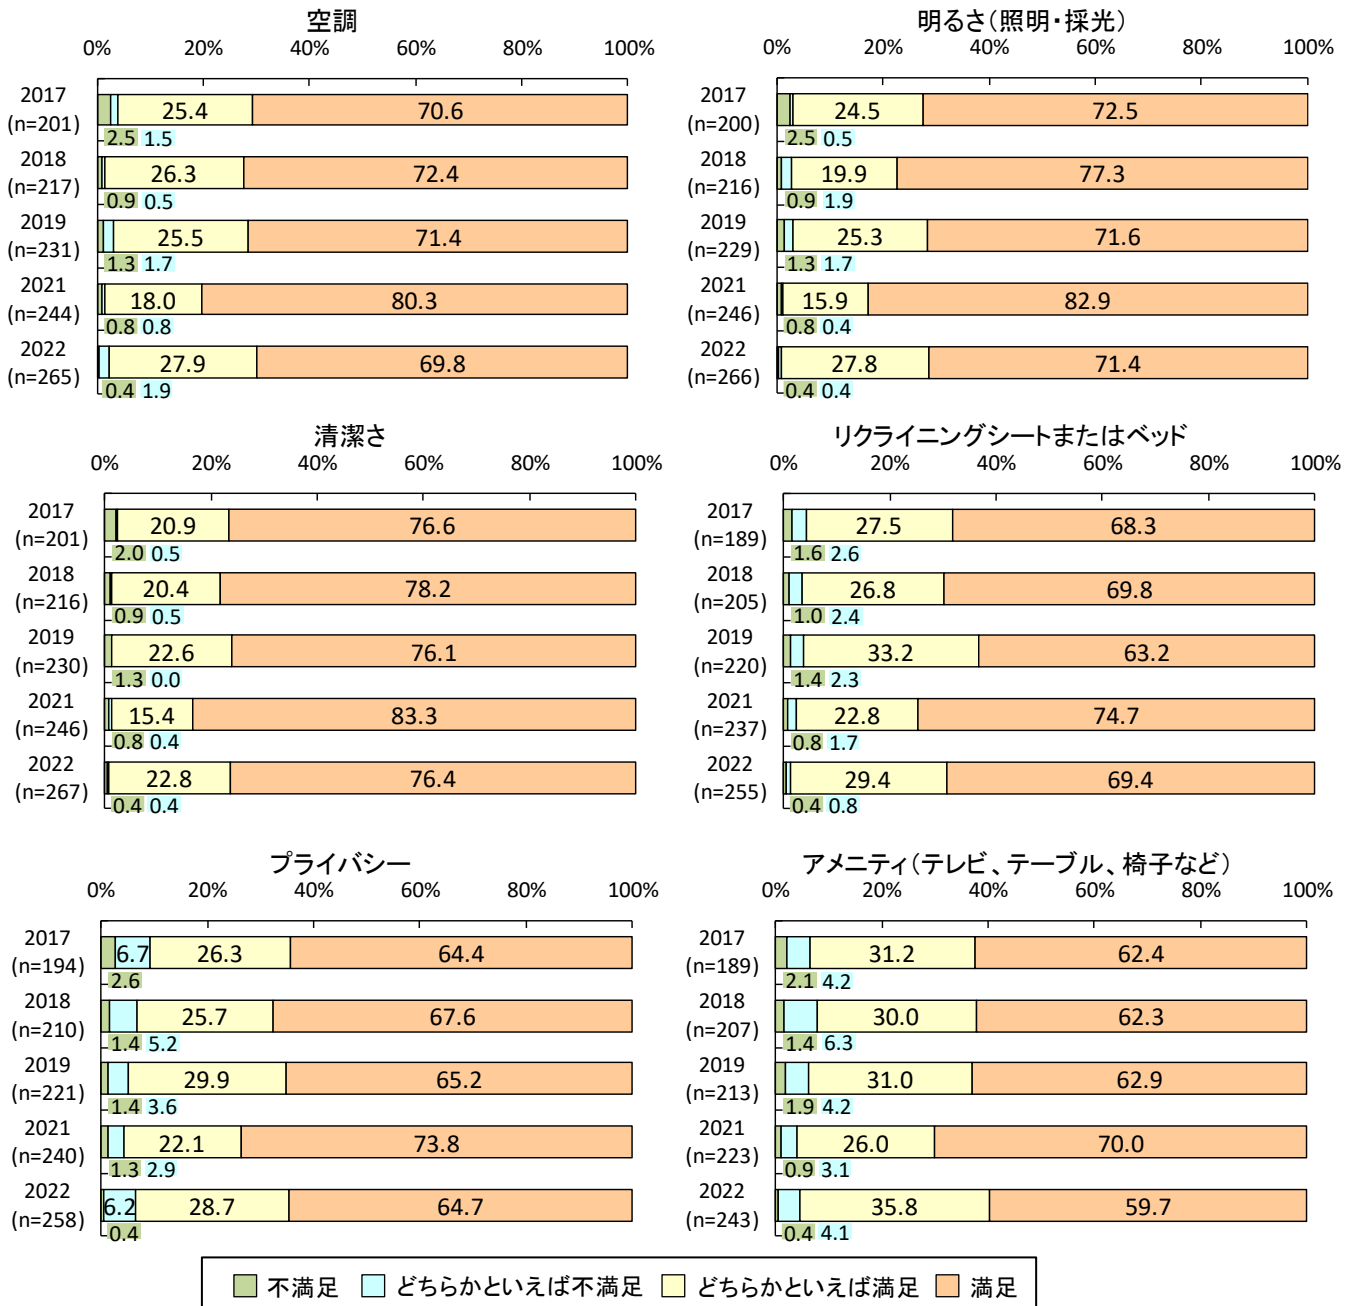 空調
0% 20% 40% 60% 80% 100%
2017
(n=201)
25.4 70.6
2.5 1.5
2018
(n=217)
26.3 72.4
0.9 0.5
2019
(n=231)
25.5 71.4
1.3 1.7
2021
(n=244)
18.0 80.3
0.8 0.8
2022
(n=265)
27.9 69.8
0.4 1.9
明るさ(照明・採光)
0% 20% 40% 60% 80% 100%
2017
(n=200)
24.5 72.5
2.5 0.5
2018
(n=216)
19.9 77.3
0.9 1.9
2019
(n=229)
25.3 71.6
1.3 1.7
2021
(n=246)
15.9 82.9
0.8 0.4
2022
(n=266)
27.8 71.4
0.4 0.4
清潔さ
0% 20% 40% 60% 80% 100%
2017
(n=201)
20.9 76.6
2.0 0.5
2018
(n=216)
20.4 78.2
0.9 0.5
2019
(n=230)
22.6 76.1
1.3 0.0
2021
(n=246)
15.4 83.3
0.8 0.4
2022
(n=267)
22.8 76.4
0.4 0.4
リクライニングシートまたはベッド
0% 20% 40% 60% 80% 100%
2017
(n=189)
27.5 68.3
1.6 2.6
2018
(n=205)
26.8 69.8
1.0 2.4
2019
(n=220)
33.2 63.2
1.4 2.3
2021
(n=237)
22.8 74.7
0.8 1.7
2022
(n=255)
29.4 69.4
0.4 0.8
プライバシー
0% 20% 40% 60% 80% 100%
2017
(n=194)
6.7 26.3 64.4
2.6
2018
(n=210)
25.7 67.6
1.4 5.2
2019
(n=221)
29.9 65.2
1.4 3.6
2021
(n=240)
22.1 73.8
1.3 2.9
2022
(n=258)
6.2 28.7 64.7
0.4
アメニティ(テレビ、テーブル、椅子など)
0% 20% 40% 60% 80% 100%
2017
(n=189)
31.2 62.4
2.1 4.2
2018
(n=207)
30.0 62.3
1.4 6.3
2019
(n=213)
31.0 62.9
1.9 4.2
2021
(n=223)
26.0 70.0
0.9 3.1
2022
(n=243)
35.8 59.7
0.4 4.1
不満足 どちらかといえば不満足 どちらかといえば満足 満足